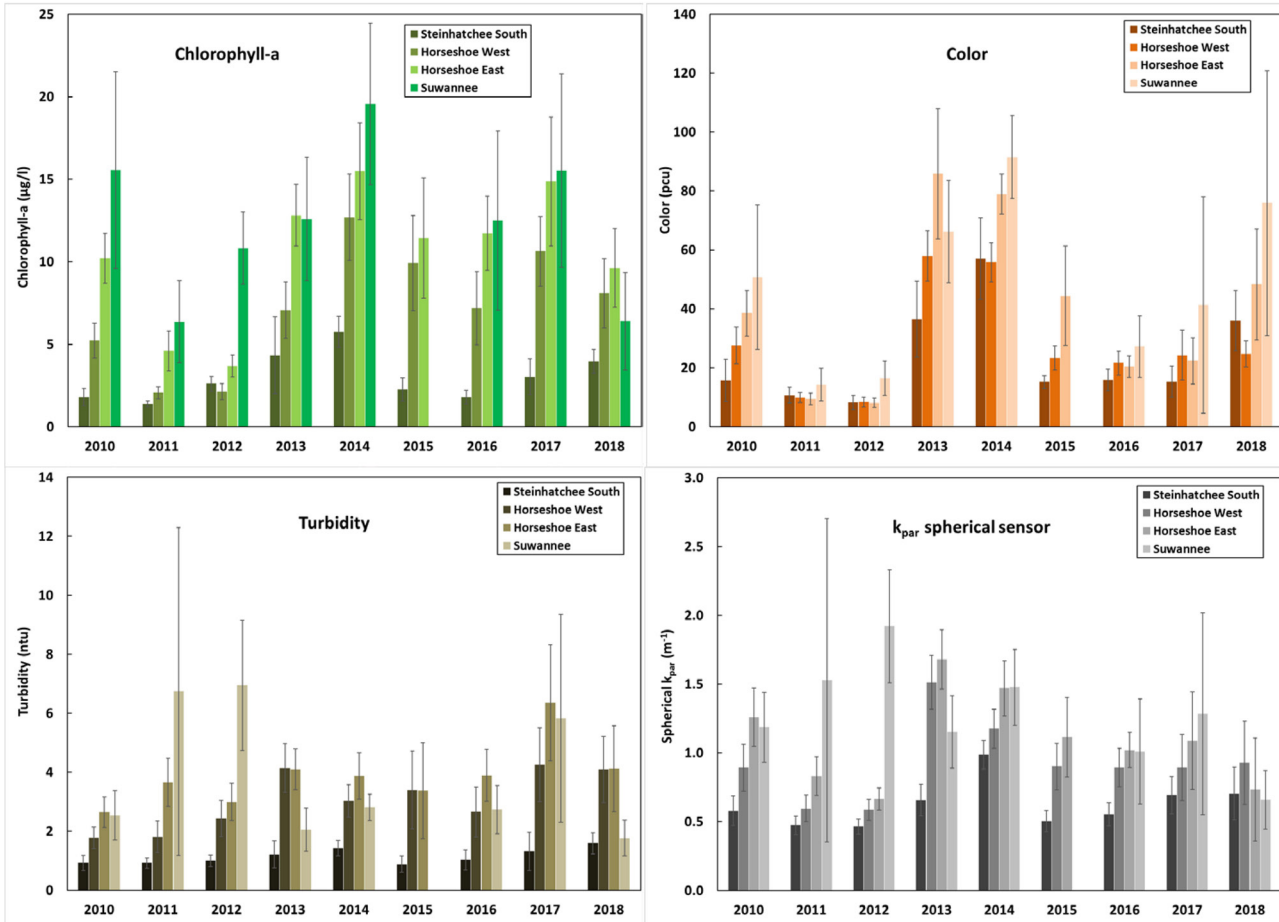 Chlorophyll-a
Steinhatchee South
Horseshoe West
Horseshoe East
Suwannee
Chlorophyll-a (µg/l)
25
20
15
10
5
0
2010 2011 2012 2013 2014 2015 2016 2017 2018
Color
Steinhatchee South
Horseshoe West
Horseshoe East
Suwannee
Color (pcu)
140
120
100
80
60
40
20
0
2010 2011 2012 2013 2014 2015 2016 2017 2018
Turbidity
Steinhatchee South
Horseshoe West
Horseshoe East
Suwannee
Turbidity (ntu)
14
12
10
8
6
4
2
0
2010 2011 2012 2013 2014 2015 2016 2017 2018
kpar spherical sensor
Steinhatchee South
Horseshoe West
Horseshoe East
Suwannee
Spherical kpar (m-1)
3.0
2.5
2.0
1.5
1.0
0.5
0.0
2010 2011 2012 2013 2014 2015 2016 2017 2018